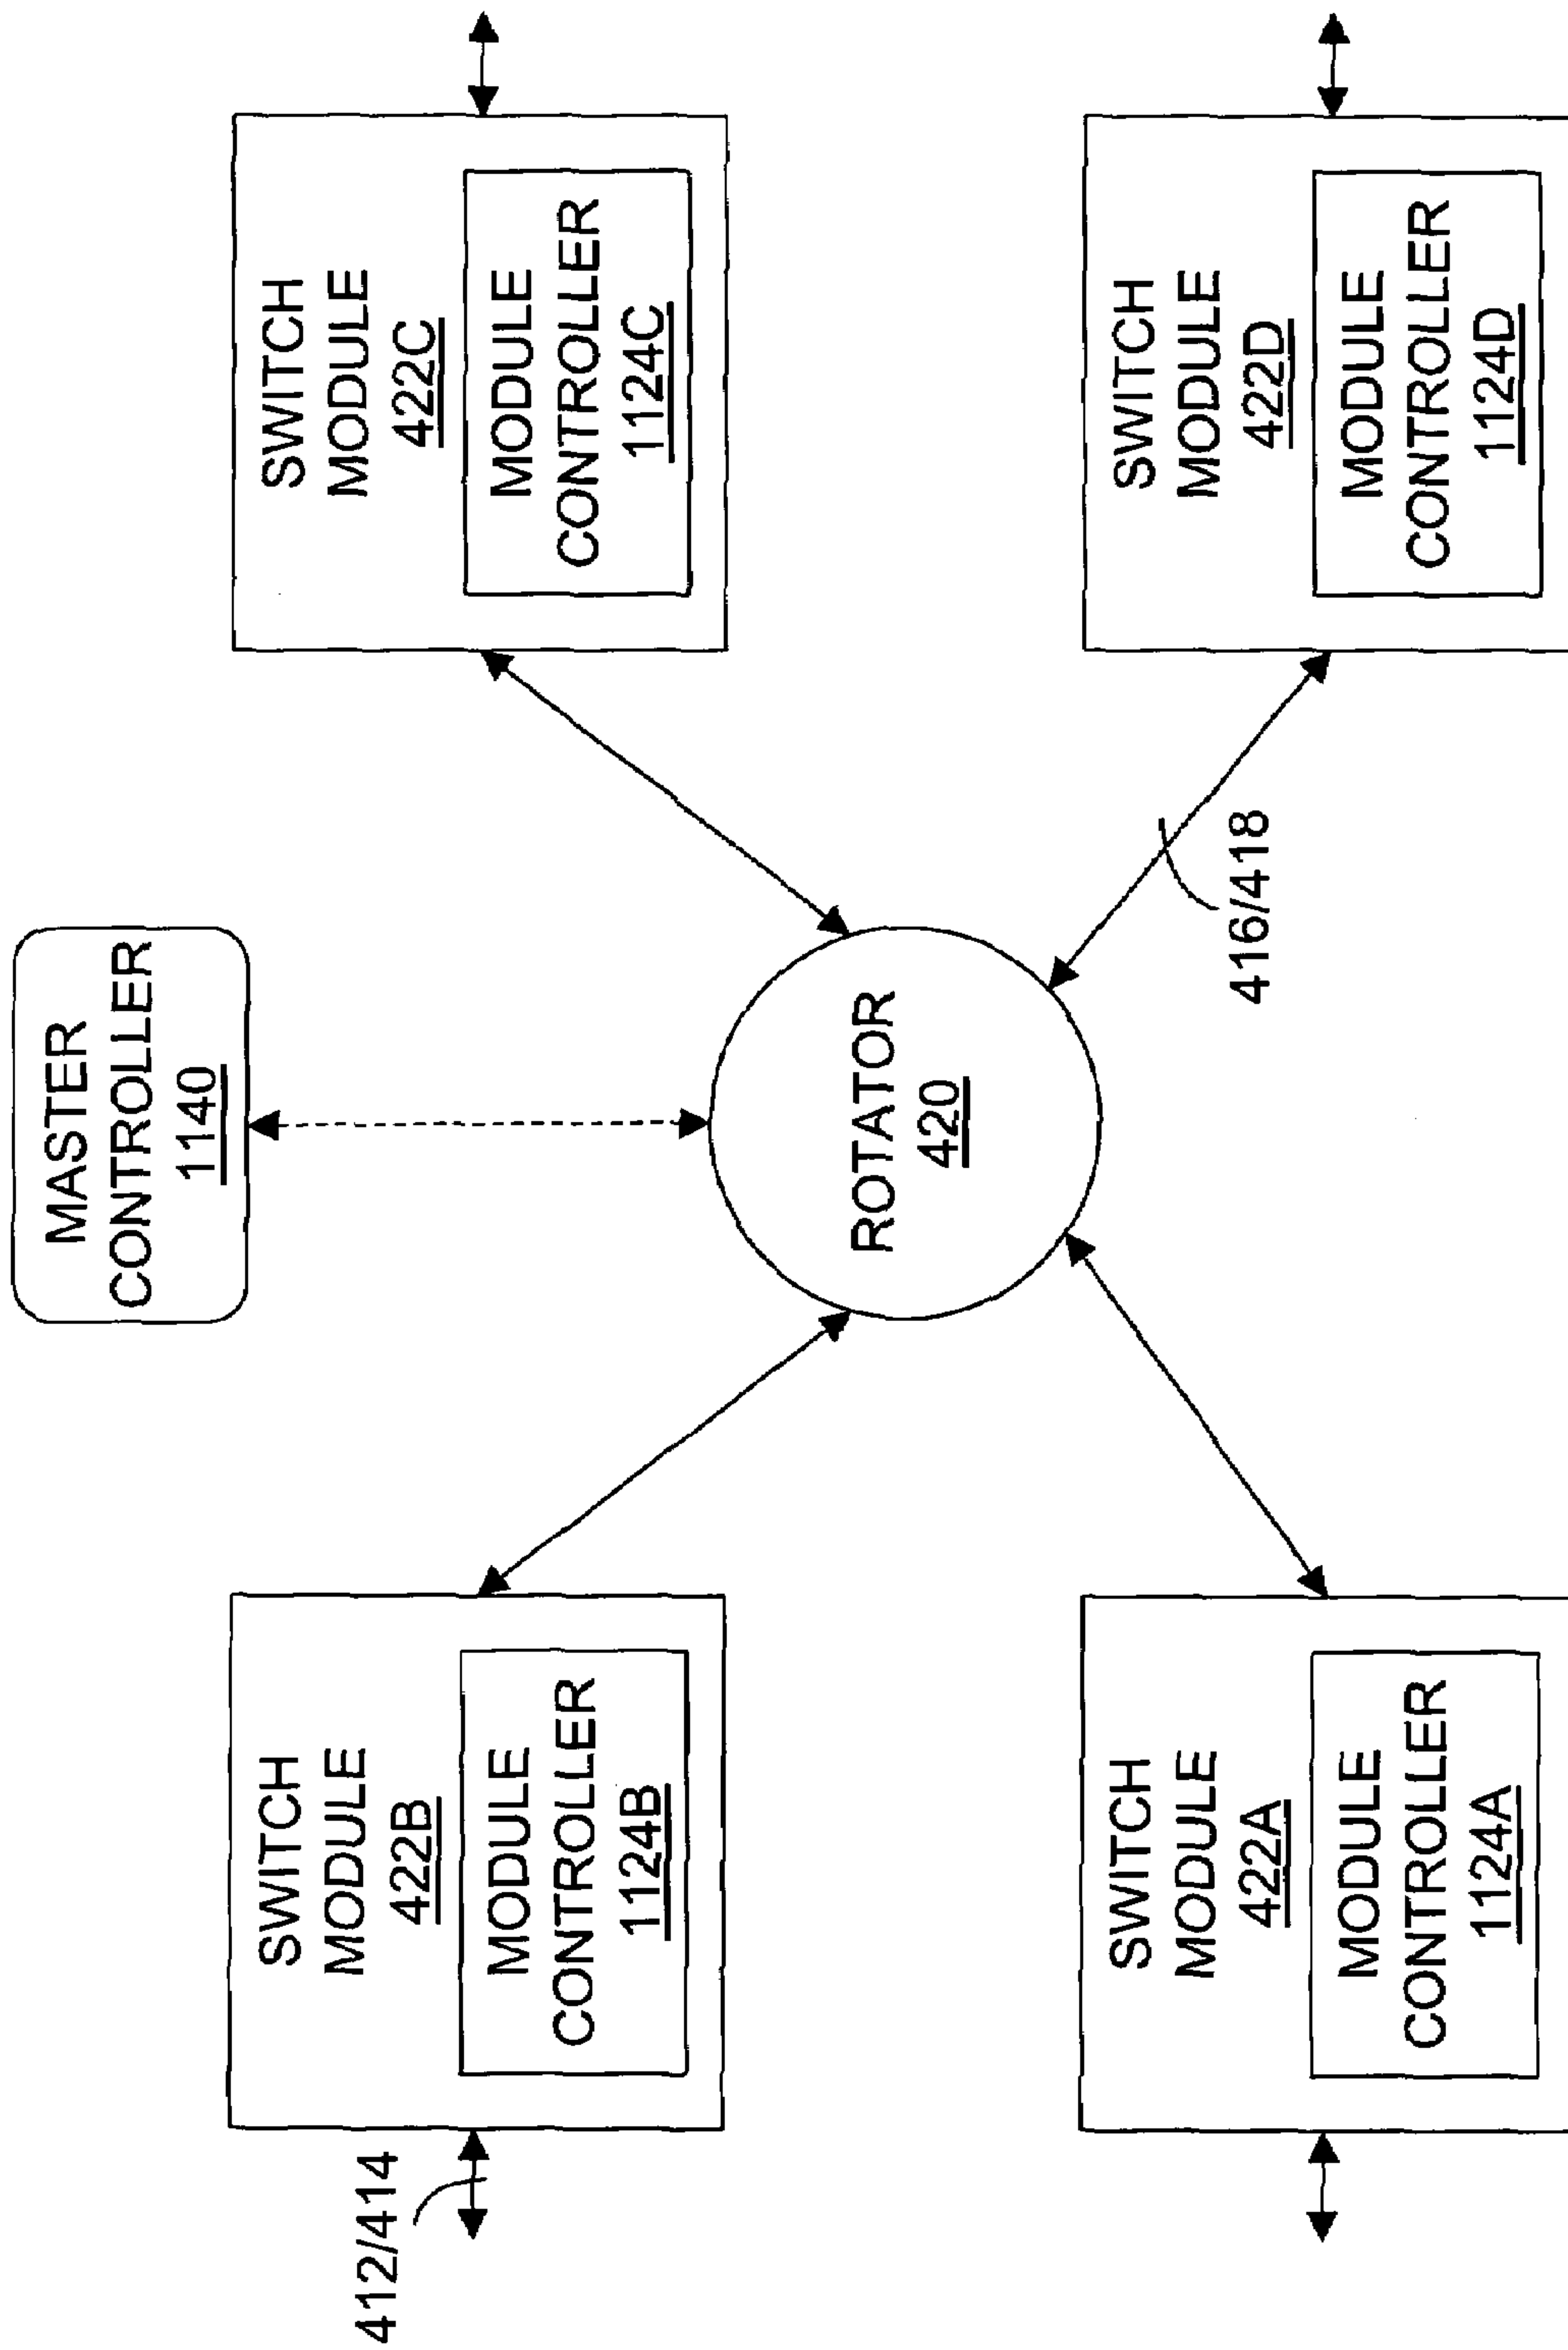 MASTER
CONTROLLER
1140
SWITCH
MODULE
422B
MODULE
CONTROLLER
1124B
412/414
SWITCH
MODULE
422C
MODULE
CONTROLLER
1124C
ROTATOR
420
416/418
SWITCH
MODULE
422A
MODULE
CONTROLLER
1124A
SWITCH
MODULE
422D
MODULE
CONTROLLER
1124D